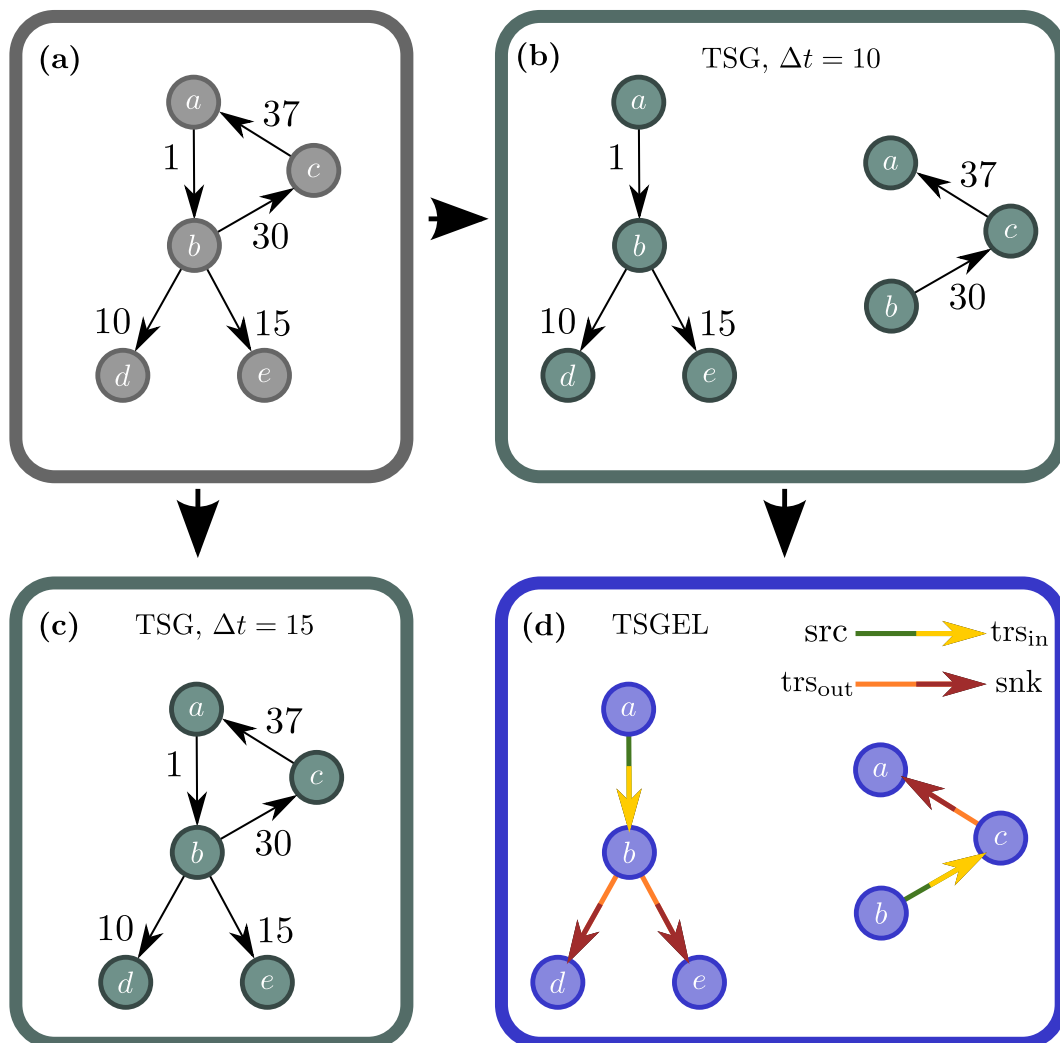 (a)
a
37
1
c
b
30
10
15
d
e
(b) TSG, Δt = 10
a
1
a
37
b
c
b
30
10
15
d
e
(c) TSG, Δt = 15
a
37
1
c
b
30
10
15
d
e
(d) TSGEL
src trs_in
trs_out snk
a
a
b
c
b
d
e